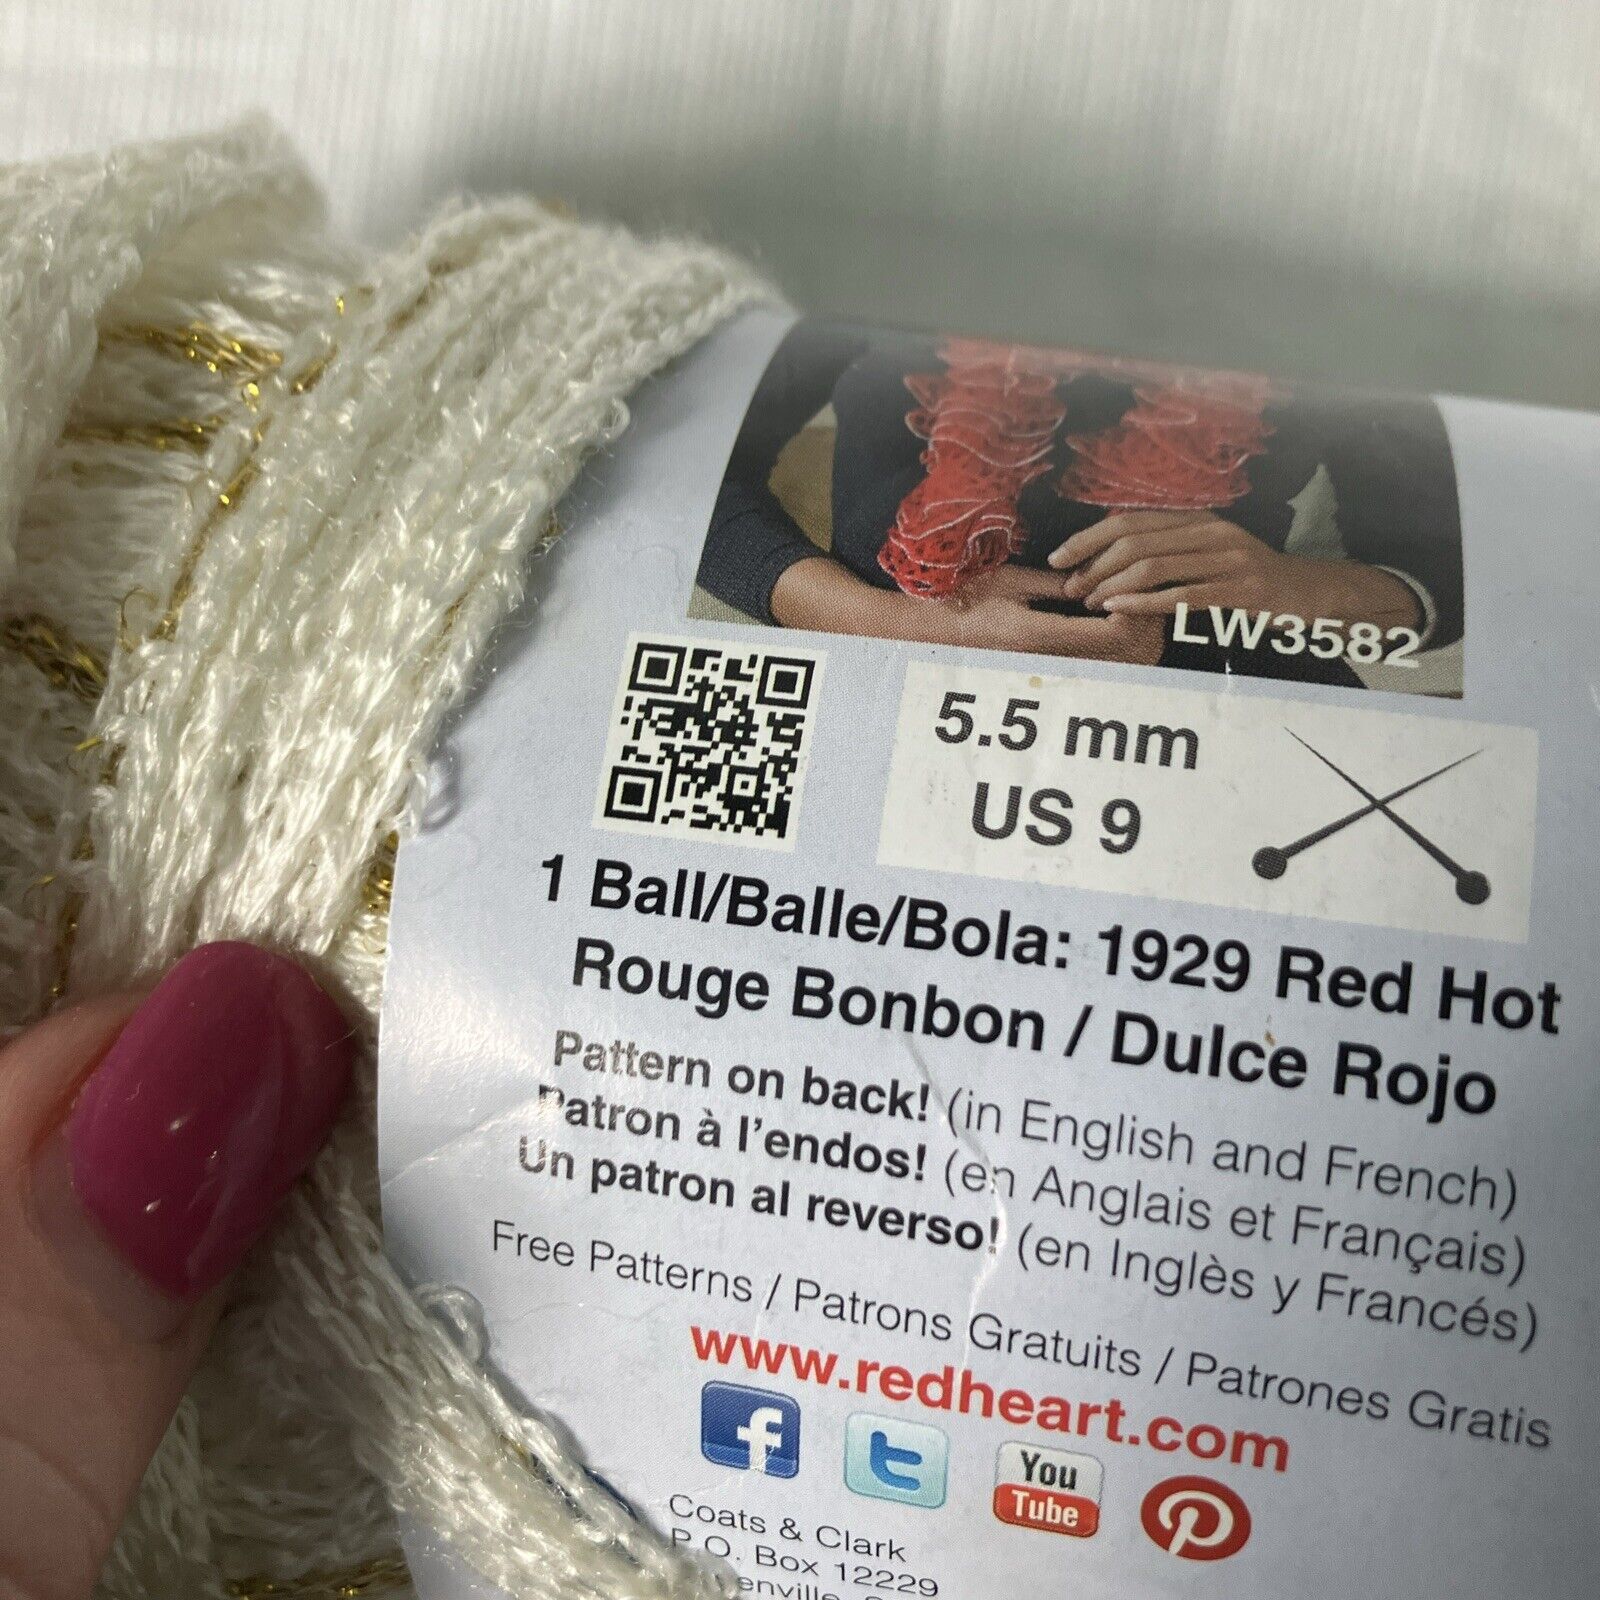 LW3582
5.5 mm
US 9
1 Ball/Balle/Bola: 1929 Red Hot
Rouge Bonbon / Dulce Rojo
Pattern on back! (in English and French)
Patron à l'endos! (en Anglais et Français)
Un patron al reverso! (en Inglès y Francés)
Free Patterns / Patrons Gratuits / Patrones Gratis
www.redheart.com
f
t
You
Tube
P
Coats & Clark
P.O. Box 12229